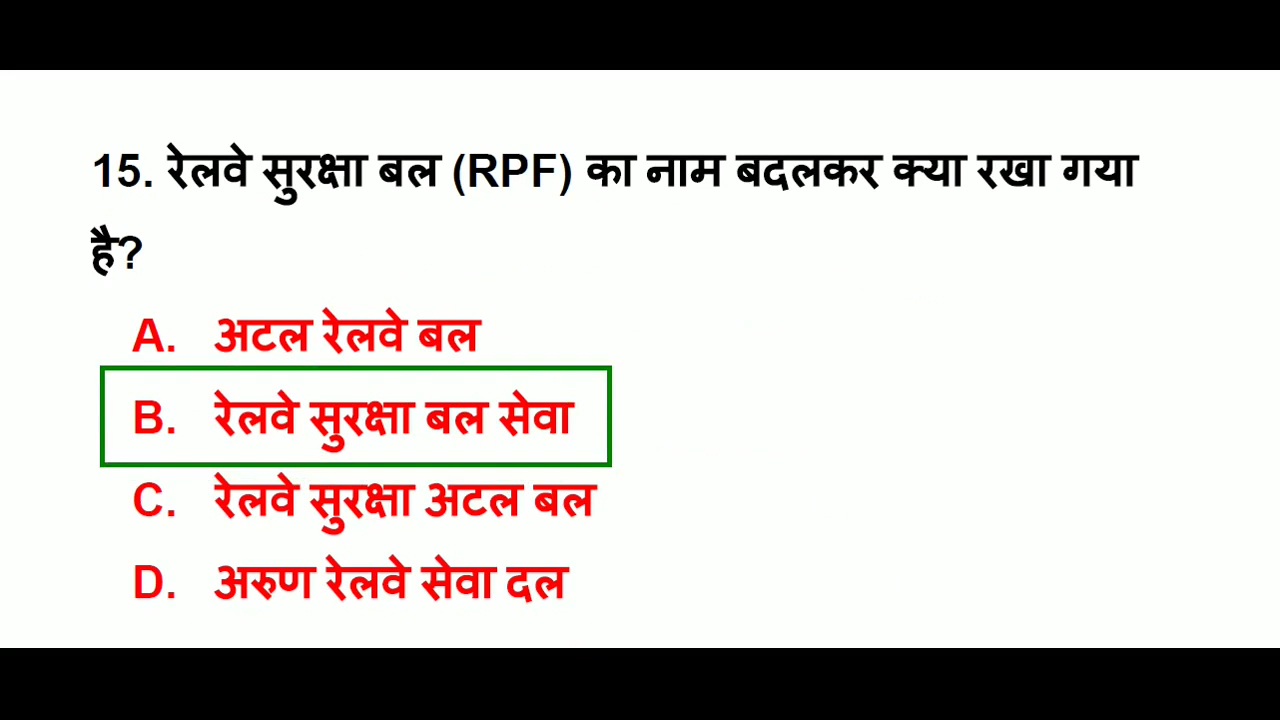 15. रेलवे सुरक्षा बल (RPF) का नाम बदलकर क्या रखा गया
है?
A. अटल रेलवे बल
B. रेलवे सुरक्षा बल सेवा
C. रेलवे सुरक्षा अटल बल
D. अरुण रेलवे सेवा दल